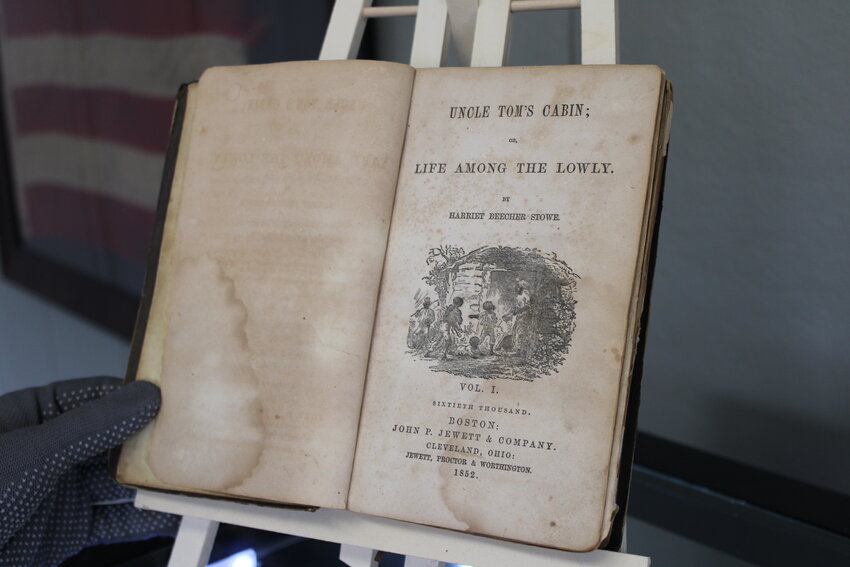 UNCLE TOM'S CABIN;
OR,
LIFE AMONG THE LOWLY.
BY
HARRIET BEECHER STOWE.
VOL. I.
SIXTIETH THOUSAND.
BOSTON:
JOHN P. JEWETT & COMPANY.
CLEVELAND, OHIO:
JEWETT, PROCTOR & WORTHINGTON.
1852.